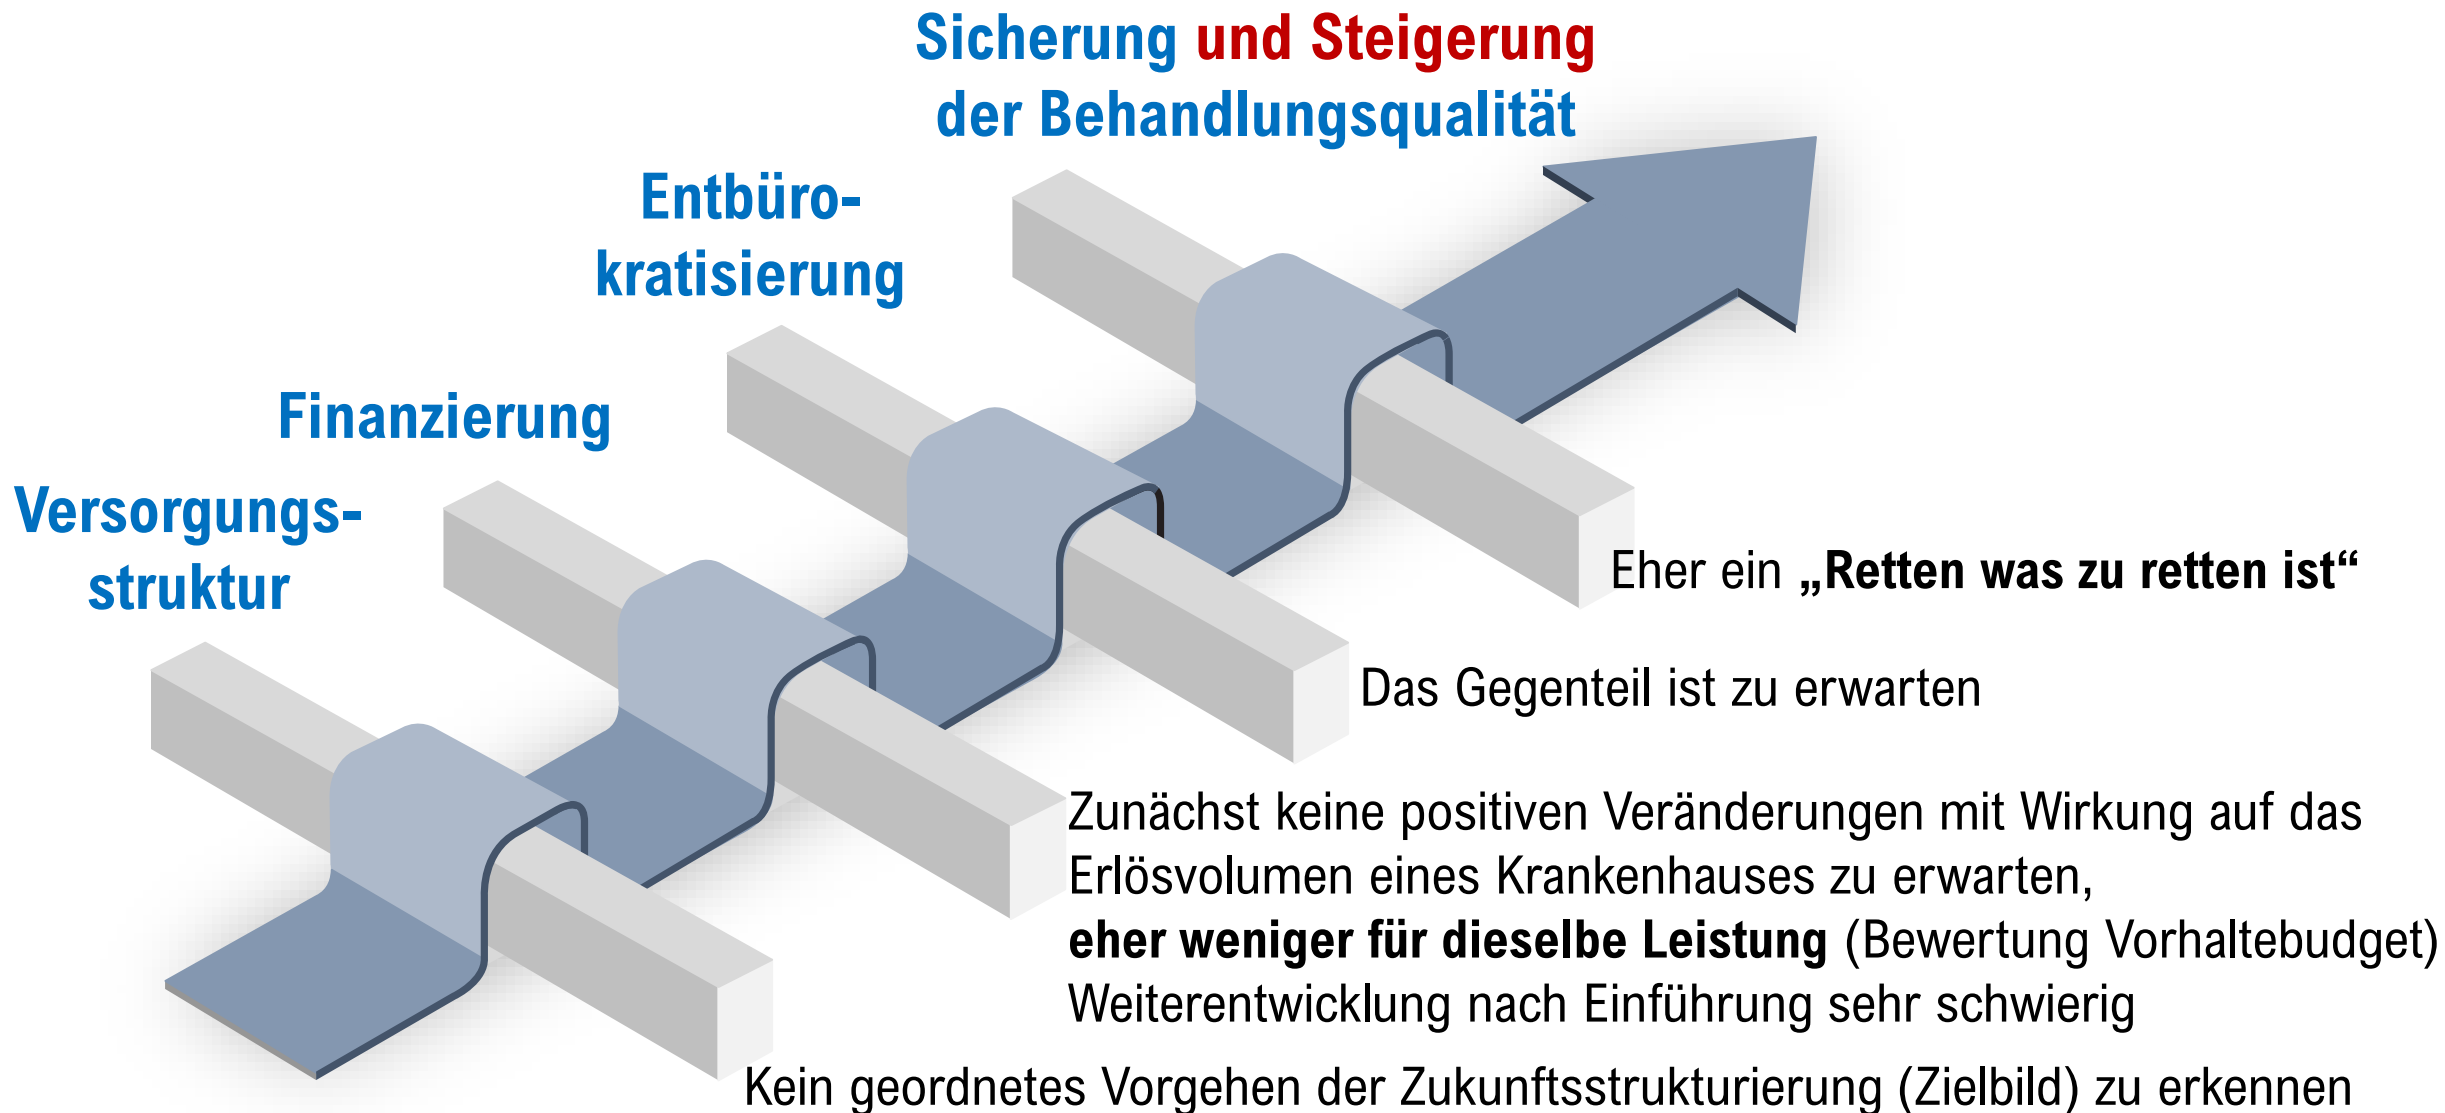 Sicherung und Steigerung
der Behandlungsqualität
Entbüro-
kratisierung
Finanzierung
Versorgungs-
struktur
Eher ein „Retten was zu retten ist“
Das Gegenteil ist zu erwarten
Zunächst keine positiven Veränderungen mit Wirkung auf das
Erlösvolumen eines Krankenhauses zu erwarten,
eher weniger für dieselbe Leistung (Bewertung Vorhaltebudget)
Weiterentwicklung nach Einführung sehr schwierig
Kein geordnetes Vorgehen der Zukunftsstrukturierung (Zielbild) zu erkennen